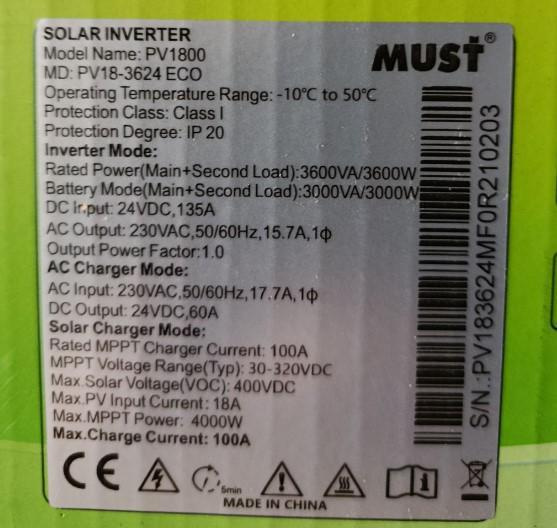 SOLAR INVERTER
Model Name: PV1800
MUST®
MD: PV18-3624 ECO
Operating Temperature Range: -10℃ to 50℃
Protection Class: Class I
Protection Degree: IP 20
Inverter Mode:
Rated Power(Main+Second Load):3600VA/3600W
Battery Mode(Main+Second Load):3000VA/3000W
DC Input: 24VDC,135A
AC Output: 230VAC,50/60Hz,15.7A,1ϕ
Output Power Factor:1.0
AC Charger Mode:
AC Input: 230VAC,50/60Hz,17.7A,1ϕ
DC Output: 24VDC,60A
Solar Charger Mode:
Rated MPPT Charger Current: 100A
MPPT Voltage Range(Typ): 30-320VDC
Max.Solar Voltage(VOC): 400VDC
Max.PV Input Current: 18A
Max.MPPT Power: 4000W
Max.Charge Current: 100A
S/N.:PV183624MF0R210203
CE
5min
MADE IN CHINA